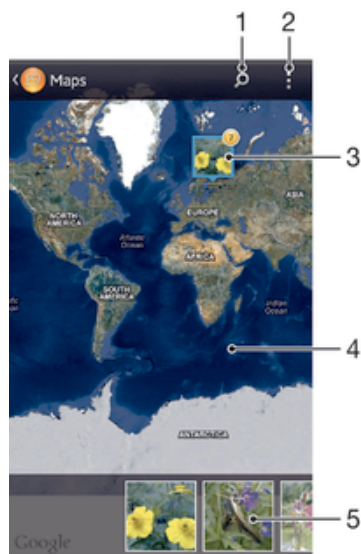 1 2
Maps
7
3
ASIA
NORTH
AMERICA
EUROPE
Atlantic
Ocean
AFRICA
SOUTH
AMERICA
Indian
Ocean
4
ANTARCTICA
5
Google